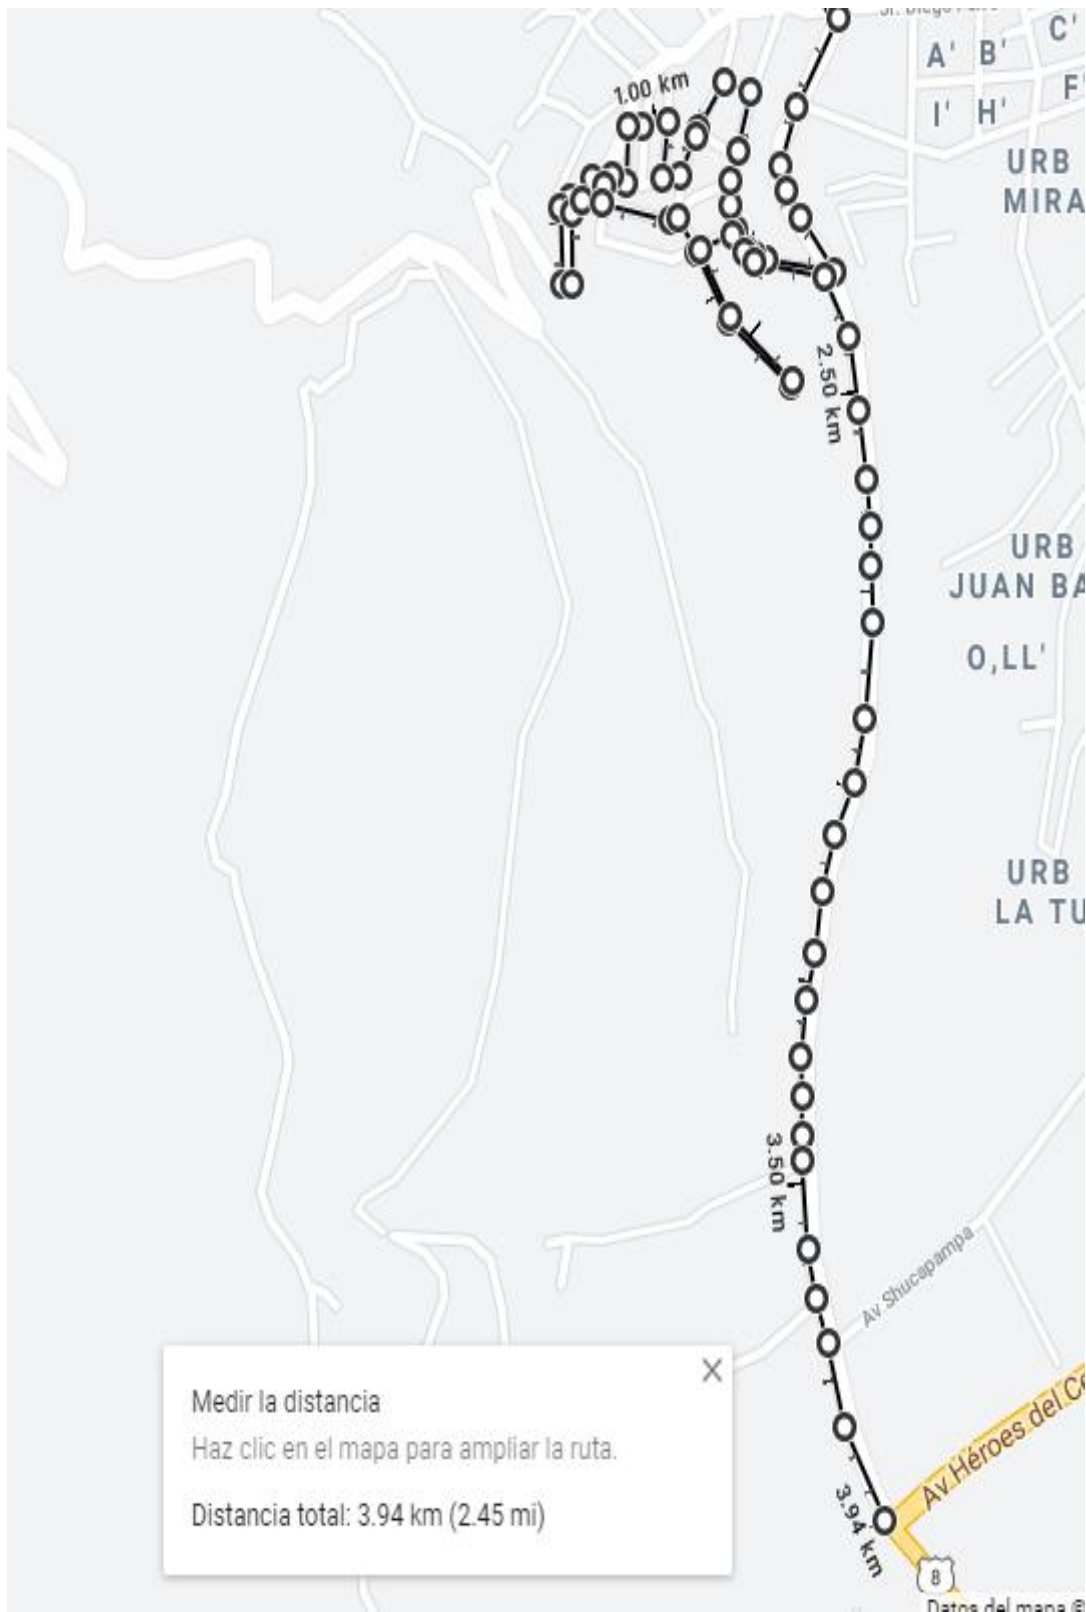 A'
B'
C'
1.00 km
I'
H'
F'
URB
MIRA
2.50 km
URB
JUAN BA
O,LL'
URB
LA TU
3.50 km
Av Shucapampa
Medir la distancia
Haz clic en el mapa para ampliar la ruta.
Distancia total: 3.94 km (2.45 mi)
Av Héroes del Ce
3.94 km
8
Datos del mapa ©